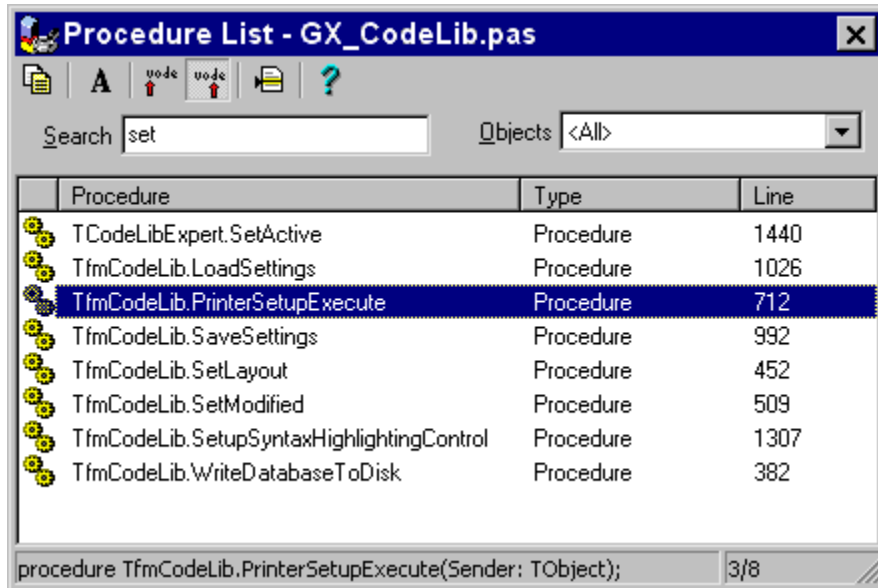 Procedure List - GX_CodeLib.pas
A
vode vode
?
Search set Objects <All>
Procedure Type Line
TCodeLibExpert.SetActive Procedure 1440
TfmCodeLib.LoadSettings Procedure 1026
TfmCodeLib.PrinterSetupExecute Procedure 712
TfmCodeLib.SaveSettings Procedure 992
TfmCodeLib.SetLayout Procedure 452
TfmCodeLib.SetModified Procedure 509
TfmCodeLib.SetupSyntaxHighlightingControl Procedure 1307
TfmCodeLib.WriteDatabaseToDisk Procedure 382
procedure TfmCodeLib.PrinterSetupExecute(Sender: TObject); 3/8